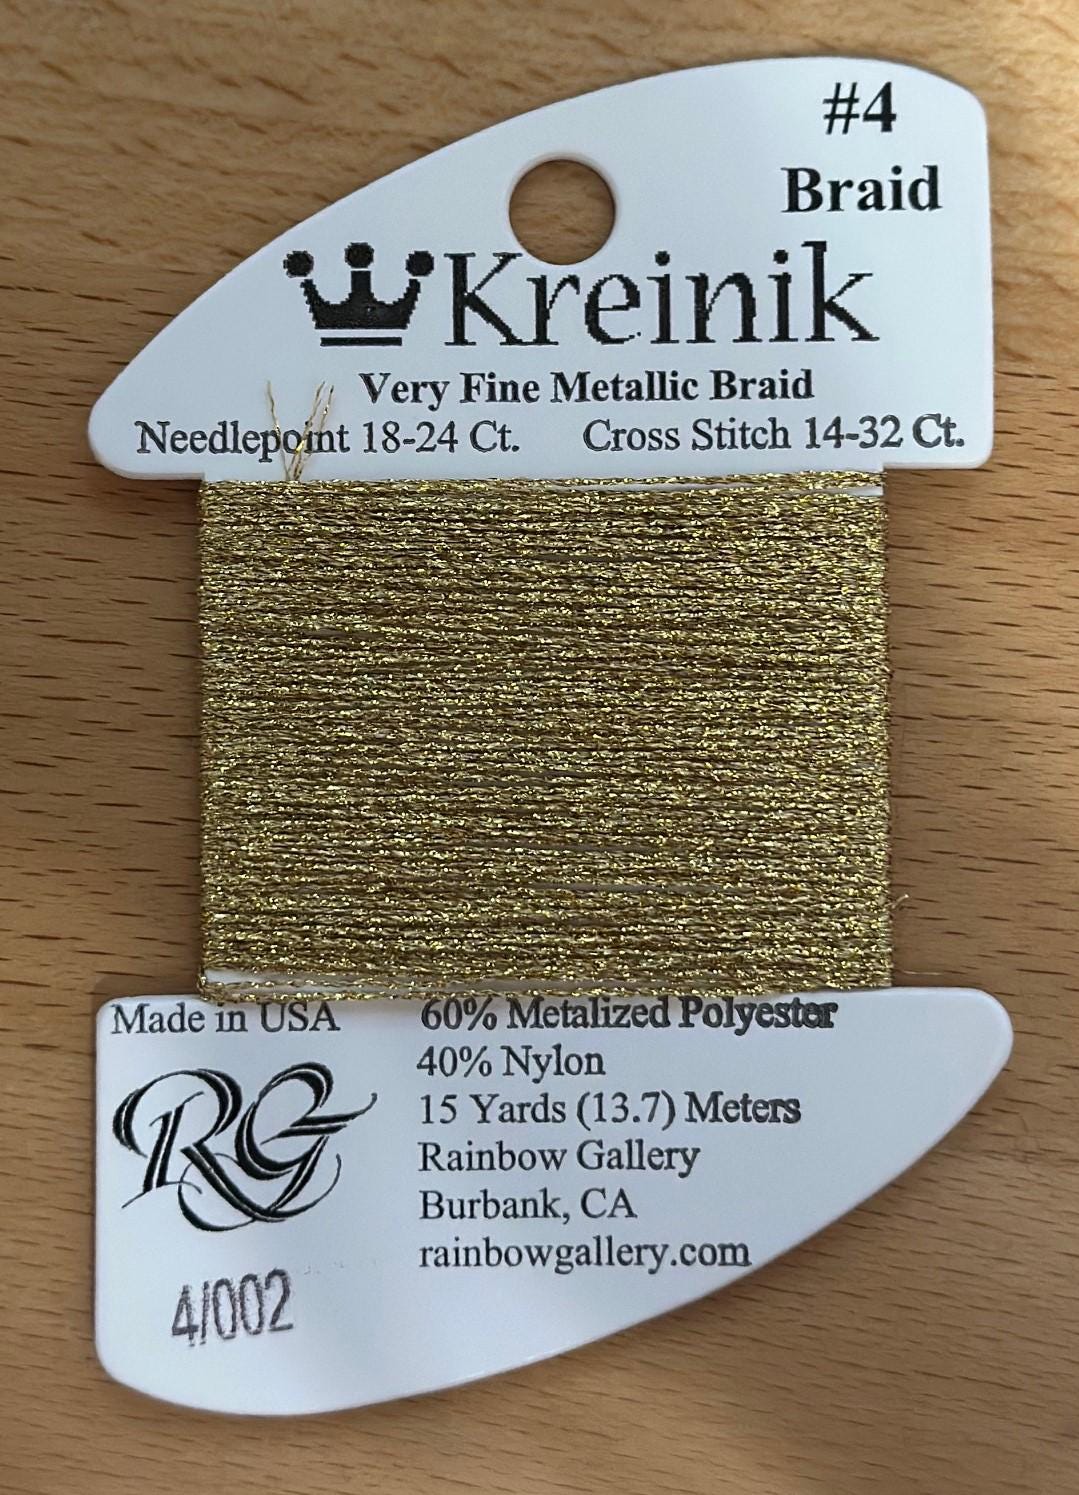 #4
Braid
Kreinik
Very Fine Metallic Braid
Needlepoint 18-24 Ct. Cross Stitch 14-32 Ct.
Made in USA 60% Metalized Polyester
40% Nylon
15 Yards (13.7) Meters
RG Rainbow Gallery
Burbank, CA
rainbowgallery.com
4/002